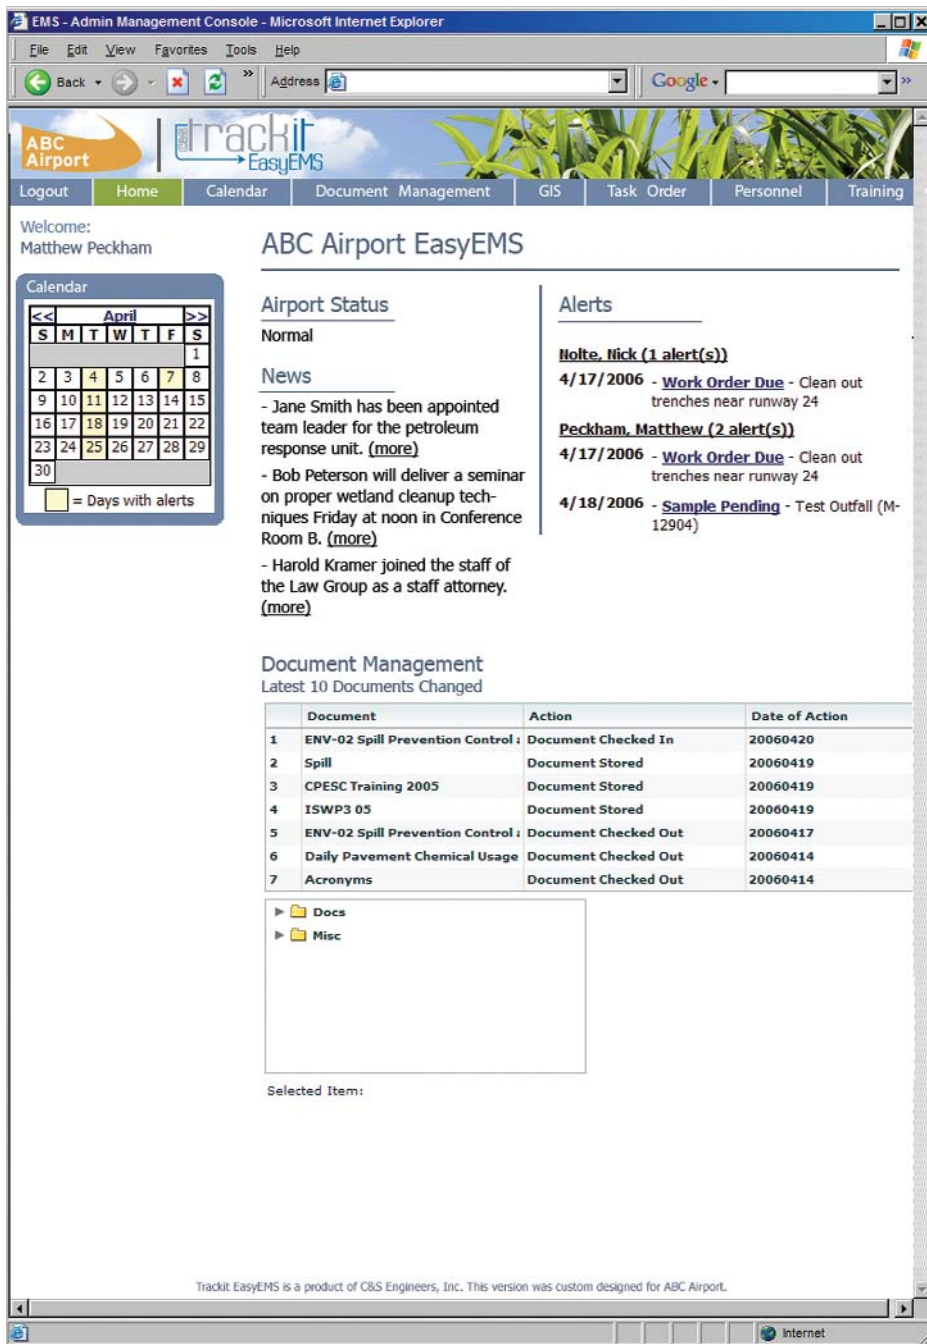 EMS - Admin Management Console - Microsoft Internet Explorer
File Edit View Favorites Tools Help
Back » Address Google »
ABC
Airport
trackit
EasyEMS
Logout Home Calendar Document Management GIS Task Order Personnel Training
Welcome:
Matthew Peckham
Calendar
<< April >>
S M T W T F S
1
2 3 4 5 6 7 8
9 10 11 12 13 14 15
16 17 18 19 20 21 22
23 24 25 26 27 28 29
30
= Days with alerts
ABC Airport EasyEMS
Airport Status
Normal
News
- Jane Smith has been appointed
team leader for the petroleum
response unit. (more)
- Bob Peterson will deliver a seminar
on proper wetland cleanup tech-
niques Friday at noon in Conference
Room B. (more)
- Harold Kramer joined the staff of
the Law Group as a staff attorney.
(more)
Alerts
Nolte, Nick (1 alert(s))
4/17/2006 - Work Order Due - Clean out
trenches near runway 24
Peckham, Matthew (2 alert(s))
4/17/2006 - Work Order Due - Clean out
trenches near runway 24
4/18/2006 - Sample Pending - Test Outfall (M-
12904)
Document Management
Latest 10 Documents Changed
Document Action Date of Action
1 ENV-02 Spill Prevention Control Document Checked In 20060420
2 Spill Document Stored 20060419
3 CPESC Training 2005 Document Stored 20060419
4 ISWP3 05 Document Stored 20060419
5 ENV-02 Spill Prevention Control Document Checked Out 20060417
6 Daily Pavement Chemical Usage Document Checked Out 20060414
7 Acronyms Document Checked Out 20060414
Docs
Misc
Selected Item:
Trackit EasyEMS is a product of C&S Engineers, Inc. This version was custom designed for ABC Airport.
Internet